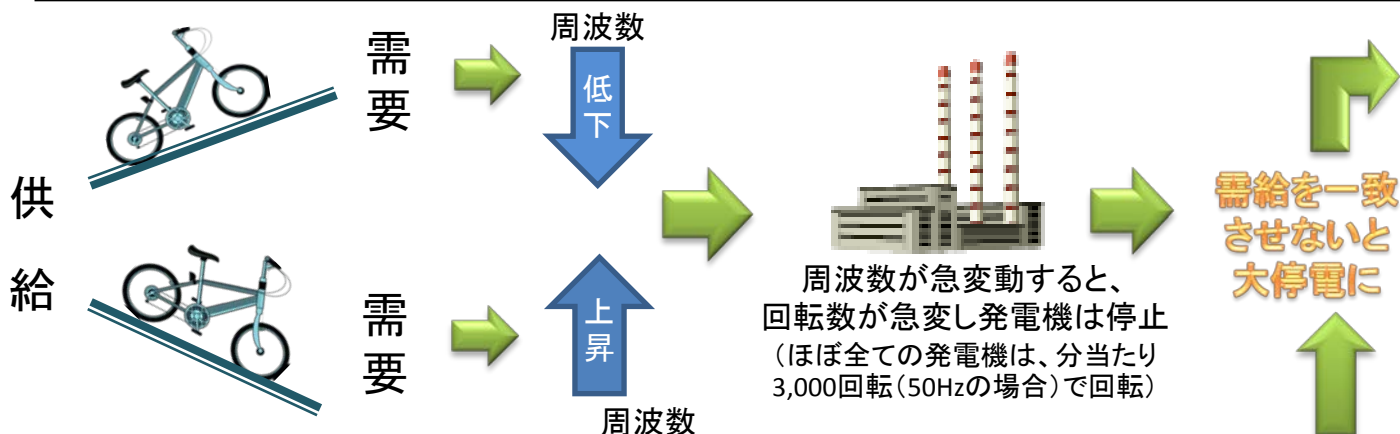 需要
周波数
低下
供給
需要
上昇
周波数
周波数が急変動すると、
回転数が急変し発電機は停止
（ほぼ全ての発電機は、分当たり
3,000回転（50Hzの場合）で回転）
需給を一致
させないと
大停電に